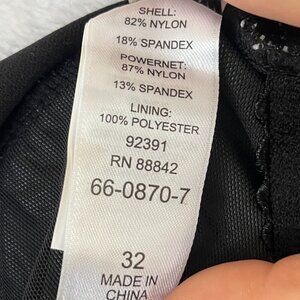 SHELL:
82% NYLON
18% SPANDEX
POWERNET:
87% NYLON
13% SPANDEX
LINING:
100% POLYESTER
92391
RN 88842
66-0870-7
32
MADE IN
CHINA